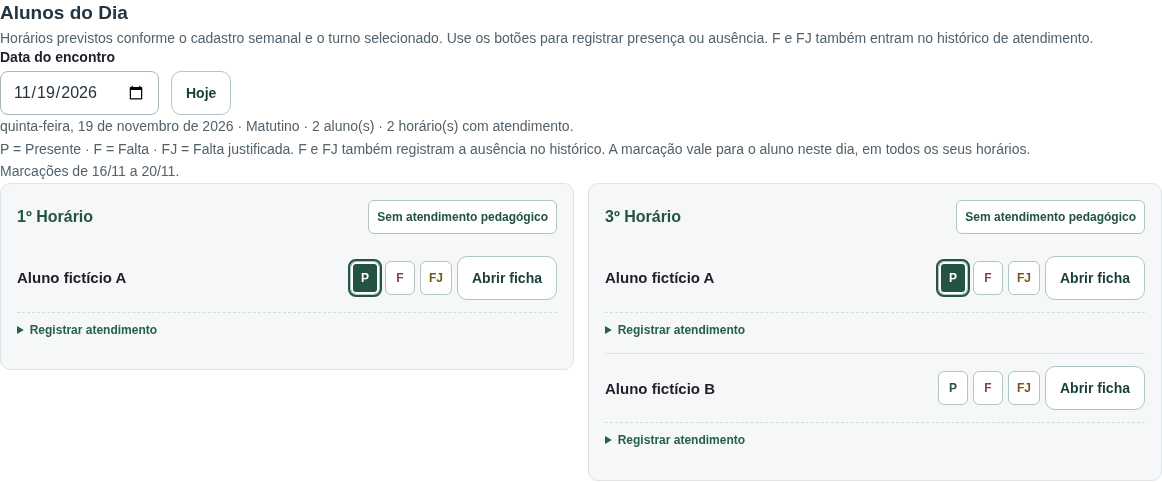 Alunos do Dia
Horários previstos conforme o cadastro semanal e o turno selecionado. Use os botões para registrar presença ou ausência. F e FJ também entram no histórico de atendimento.
Data do encontro
11/19/2026
Hoje
quinta-feira, 19 de novembro de 2026 · Matutino · 2 aluno(s) · 2 horário(s) com atendimento.
P = Presente · F = Falta · FJ = Falta justificada. F e FJ também registram a ausência no histórico. A marcação vale para o aluno neste dia, em todos os seus horários.
Marcações de 16/11 a 20/11.
1º Horário
Sem atendimento pedagógico
Aluno fictício A
P F FJ Abrir ficha
Registrar atendimento
3º Horário
Sem atendimento pedagógico
Aluno fictício A
P F FJ Abrir ficha
Registrar atendimento
Aluno fictício B
P F FJ Abrir ficha
Registrar atendimento